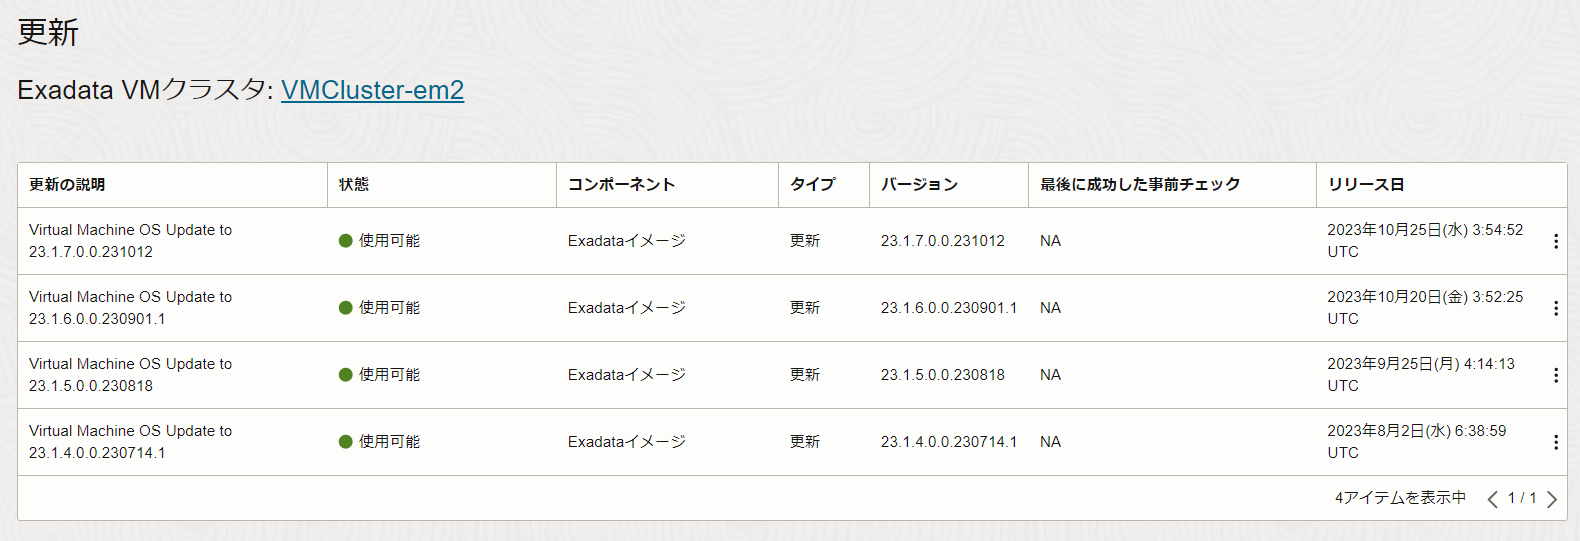 更新
Exadata VMクラスタ: VMCluster-em2
更新の説明 状態 コンポーネント タイプ バージョン 最後に成功した事前チェック リリース日
Virtual Machine OS Update to
23.1.7.0.0.231012
使用可能 Exadataイメージ 更新 23.1.7.0.0.231012 NA
2023年10月25日(水) 3:54:52
UTC
Virtual Machine OS Update to
23.1.6.0.0.230901.1
使用可能 Exadataイメージ 更新 23.1.6.0.0.230901.1 NA
2023年10月20日(金) 3:52:25
UTC
Virtual Machine OS Update to
23.1.5.0.0.230818
使用可能 Exadataイメージ 更新 23.1.5.0.0.230818 NA
2023年9月25日(月) 4:14:13
UTC
Virtual Machine OS Update to
23.1.4.0.0.230714.1
使用可能 Exadataイメージ 更新 23.1.4.0.0.230714.1 NA
2023年8月2日(水) 6:38:59
UTC
4アイテムを表示中 1 / 1